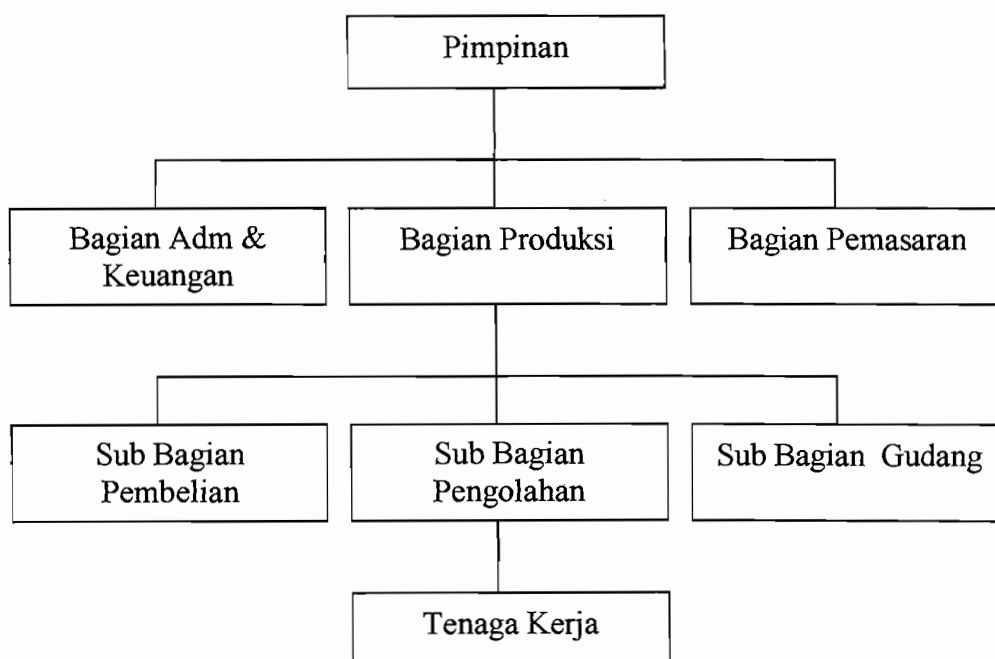 Pimpinan
Bagian Adm &
Keuangan
Bagian Produksi
Bagian Pemasaran
Sub Bagian
Pembelian
Sub Bagian
Pengolahan
Sub Bagian Gudang
Tenaga Kerja